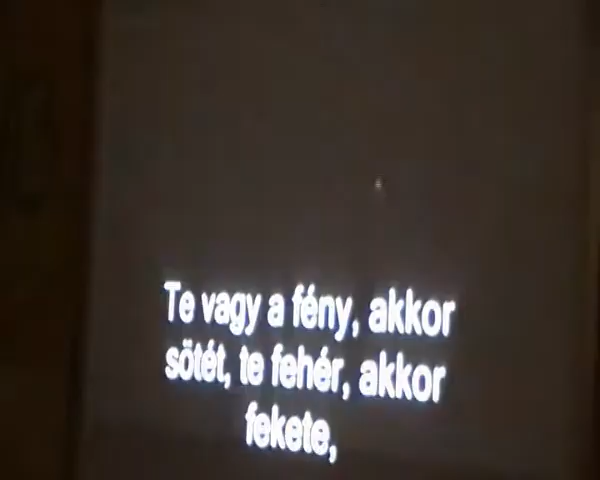 Te vagy a fény, akkor
sötét, te fehér, akkor
fekete,